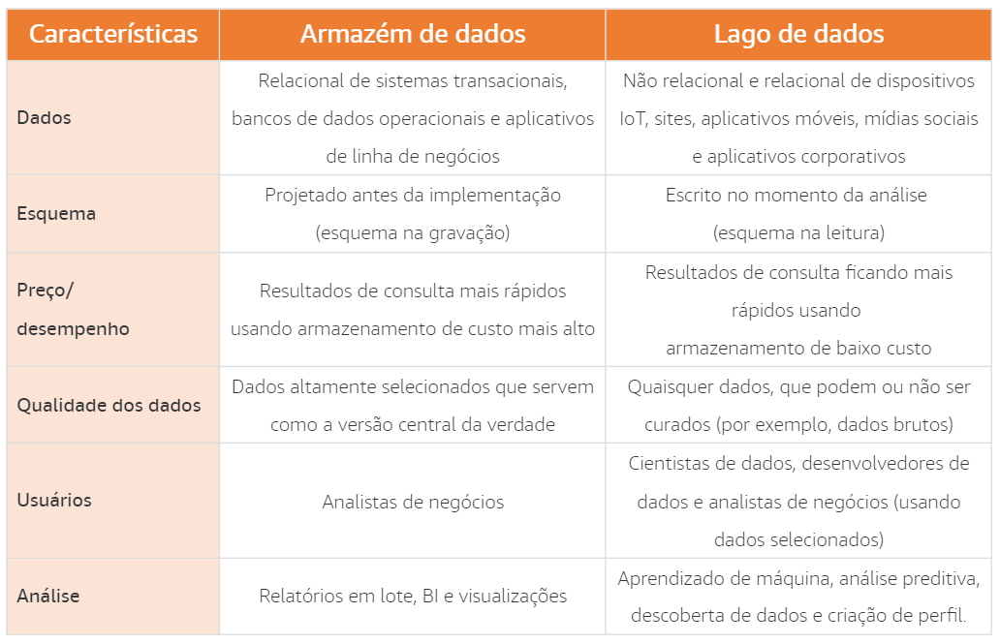 Características
Armazém de dados
Lago de dados
Dados
Relacional de sistemas transacionais,
bancos de dados operacionais e aplicativos
de linha de negócios
Não relacional e relacional de dispositivos
IoT, sites, aplicativos móveis, mídias sociais
e aplicativos corporativos
Esquema
Projetado antes da implementação
(esquema na gravação)
Escrito no momento da análise
(esquema na leitura)
Preço/
desempenho
Resultados de consulta mais rápidos
usando armazenamento de custo mais alto
Resultados de consulta ficando mais
rápidos usando
armazenamento de baixo custo
Qualidade dos dados
Dados altamente selecionados que servem
como a versão central da verdade
Quaisquer dados, que podem ou não ser
curados (por exemplo, dados brutos)
Usuários
Analistas de negócios
Cientistas de dados, desenvolvedores de
dados e analistas de negócios (usando
dados selecionados)
Análise
Relatórios em lote, BI e visualizações
Aprendizado de máquina, análise preditiva,
descoberta de dados e criação de perfil.